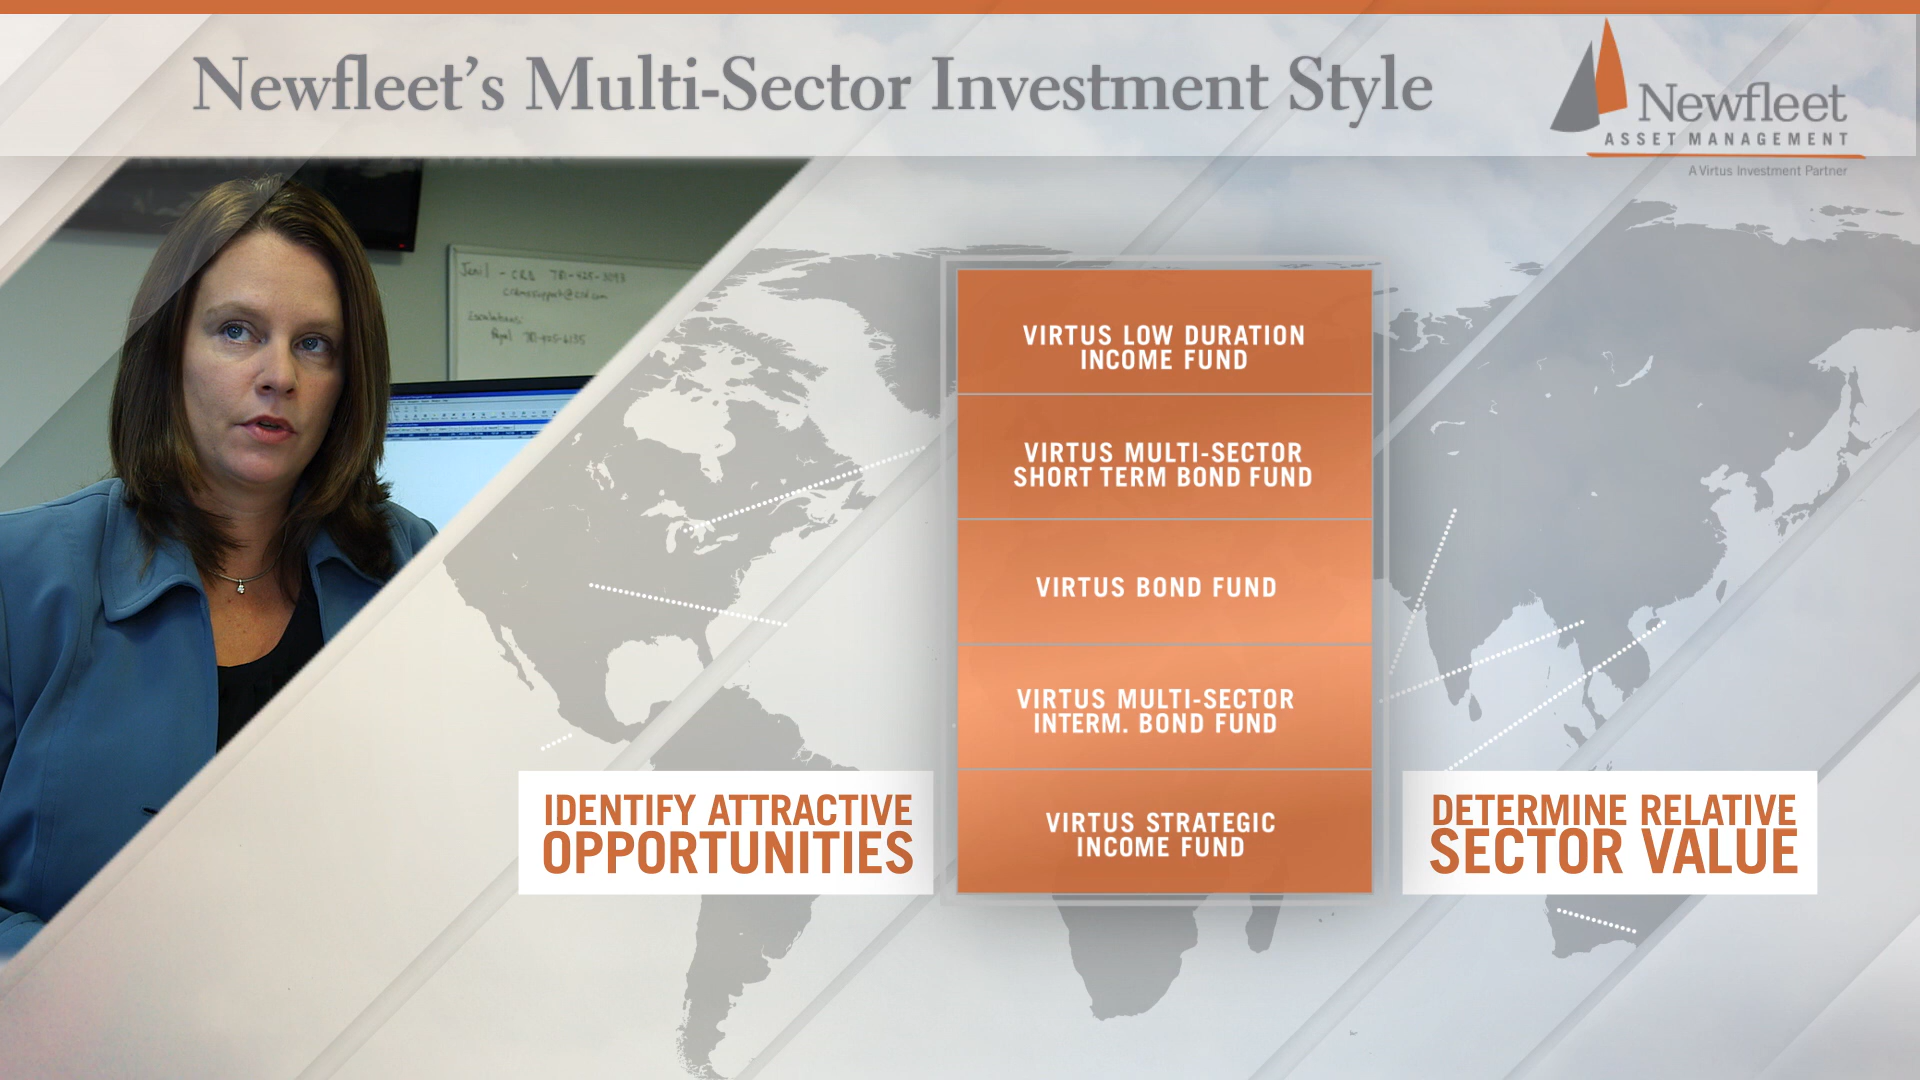 Newfleet's Multi-Sector Investment Style
Newfleet
ASSET MANAGEMENT
A Virtus Investment Partner
VIRTUS LOW DURATION
INCOME FUND
VIRTUS MULTI-SECTOR
SHORT TERM BOND FUND
VIRTUS BOND FUND
VIRTUS MULTI-SECTOR
INTERM. BOND FUND
VIRTUS STRATEGIC
INCOME FUND
IDENTIFY ATTRACTIVE
OPPORTUNITIES
DETERMINE RELATIVE
SECTOR VALUE